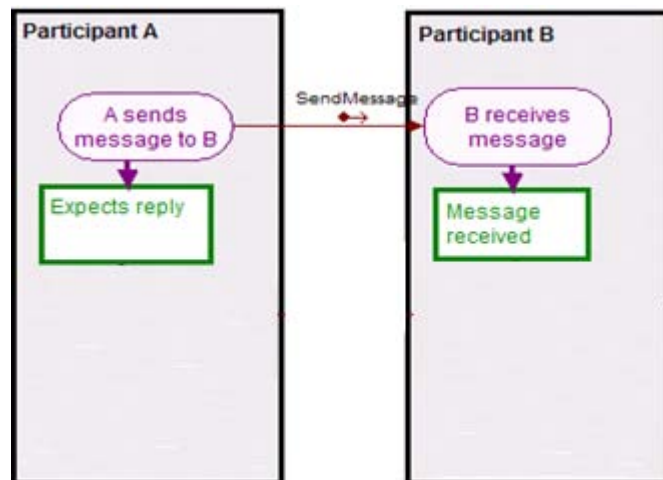 Participant A
Participant B
SendMessage
A sends
message to B
B receives
message
Expects reply
Message
received